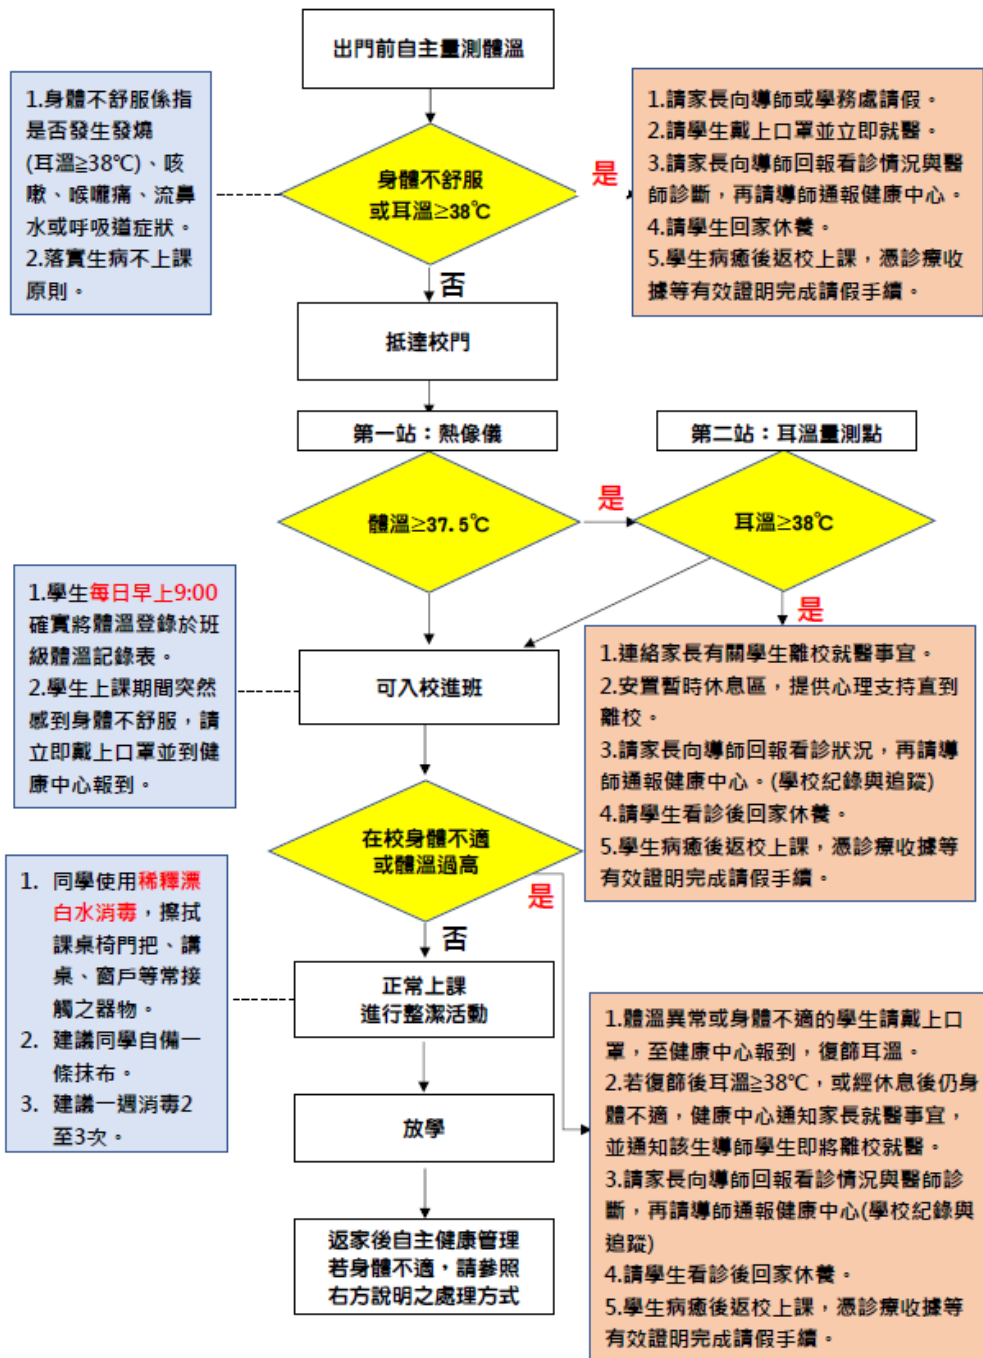 出門前自主量測體溫
1.身體不舒服係指
是否發生發燒
(耳溫≧38℃)、咳
嗽、喉嚨痛、流鼻
水或呼吸道症狀。
2.落實生病不上課
原則。
身體不舒服
或耳溫≥38℃
是
1.請家長向導師或學務處請假。
2.請學生戴上口罩並立即就醫。
3.請家長向導師回報看診情況與醫
師診斷，再請導師通報健康中心。
4.請學生回家休養。
5.學生病癒後返校上課，憑診療收
據等有效證明完成請假手續。
否
抵達校門
第一站：熱像儀
第二站：耳溫量測點
體溫≥37.5℃
是
耳溫≥38℃
是
1.學生每日早上9:00
確實將體溫登錄於班
級體溫記錄表。
2.學生上課期間突然
感到身體不舒服，請
立即戴上口罩並到健
康中心報到。
可入校進班
1.連絡家長有關學生離校就醫事宜。
2.安置暫時休息區，提供心理支持直到
離校。
3.請家長向導師回報看診狀況，再請導
師通報健康中心。(學校紀錄與追蹤)
4.請學生看診後回家休養。
5.學生病癒後返校上課，憑診療收據等
有效證明完成請假手續。
在校身體不適
或體溫過高
是
否
1. 同學使用稀釋漂
白水消毒，擦拭
課桌椅門把、講
桌、窗戶等常接
觸之器物。
2. 建議同學自備一
條抹布。
3. 建議一週消毒2
至3次。
正常上課
進行整潔活動
放學
返家後自主健康管理
若身體不適，請參照
右方說明之處理方式
1.體溫異常或身體不適的學生請戴上口
罩，至健康中心報到，復篩耳溫。
2.若復篩後耳溫≧38℃，或經休息後仍身
體不適，健康中心通知家長就醫事宜，
並通知該生導師學生即將離校就醫。
3.請家長向導師回報看診情況與醫師診
斷，再請導師通報健康中心(學校紀錄與
追蹤)
4.請學生看診後回家休養。
5.學生病癒後返校上課，憑診療收據等
有效證明完成請假手續。